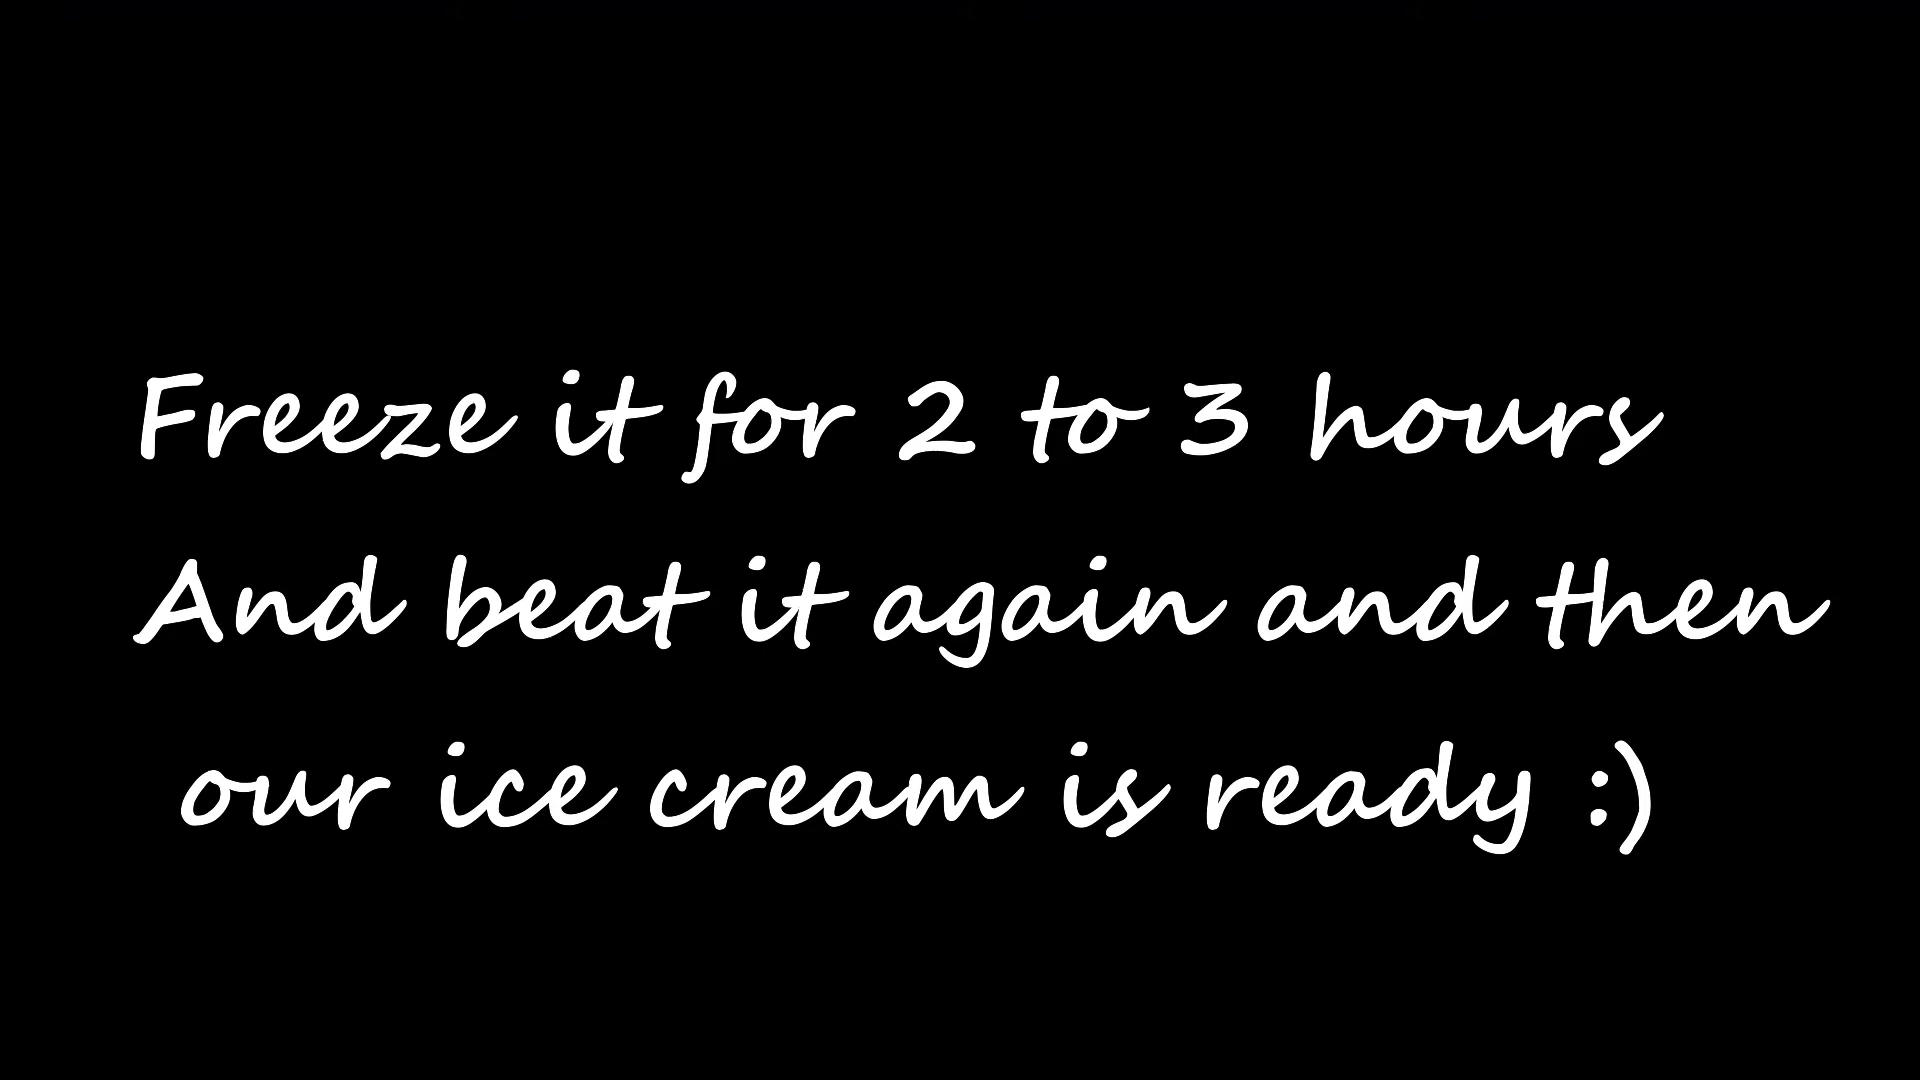 Freeze it for 2 to 3 hours
And beat it again and then
our ice cream is ready :)